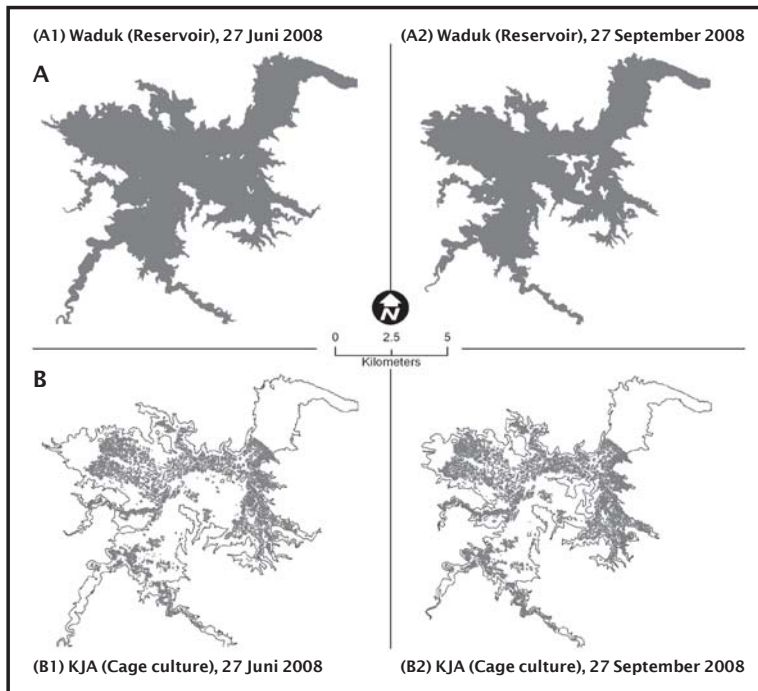 (A1) Waduk (Reservoir), 27 Juni 2008
(A2) Waduk (Reservoir), 27 September 2008
A
N
0 2.5 5
Kilometers
B
(B1) KJA (Cage culture), 27 Juni 2008
(B2) KJA (Cage culture), 27 September 2008